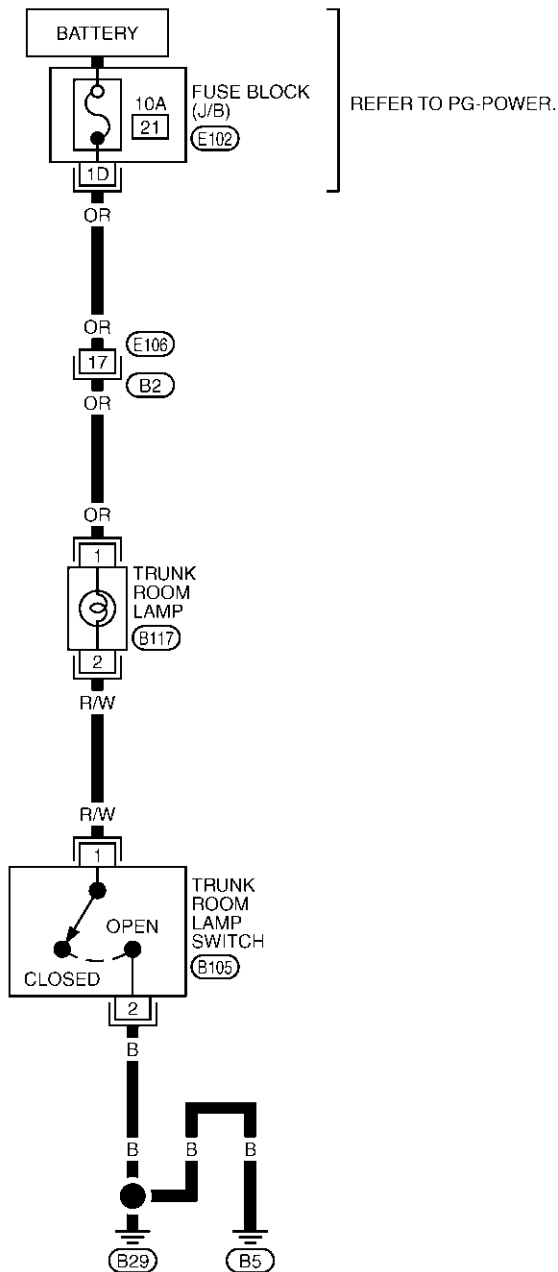 BATTERY
10A
21
FUSE BLOCK
(J/B)
E102
REFER TO PG-POWER.
1D
OR
OR
E106
17
B2
OR
OR
1
TRUNK
ROOM
LAMP
B117
2
R/W
R/W
1
TRUNK
ROOM
LAMP
SWITCH
B105
OPEN
CLOSED
2
B
B
B
B
B29
B5